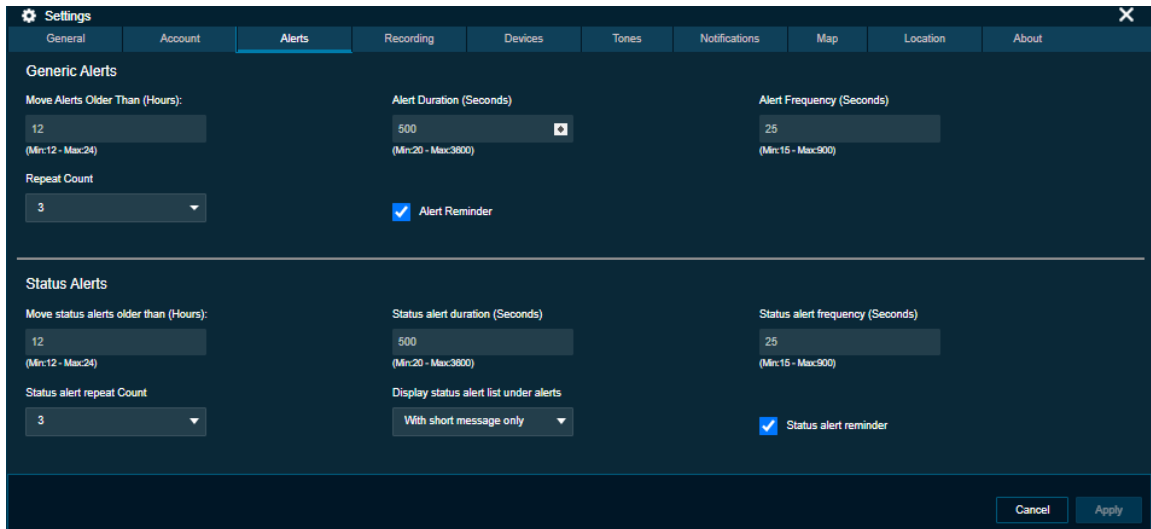 Settings
General Account Alerts Recording Devices Tones Notifications Map Location About
Generic Alerts
Move Alerts Older Than (Hours): Alert Duration (Seconds) Alert Frequency (Seconds)
12 500 25
(Min:12 - Max:24) (Min:20 - Max:3600) (Min:15 - Max:900)
Repeat Count
3 Alert Reminder
Status Alerts
Move status alerts older than (Hours): Status alert duration (Seconds) Status alert frequency (Seconds)
12 500 25
(Min:12 - Max:24) (Min:20 - Max:3600) (Min:15 - Max:900)
Status alert repeat Count Display status alert list under alerts
3 With short message only Status alert reminder
Cancel Apply